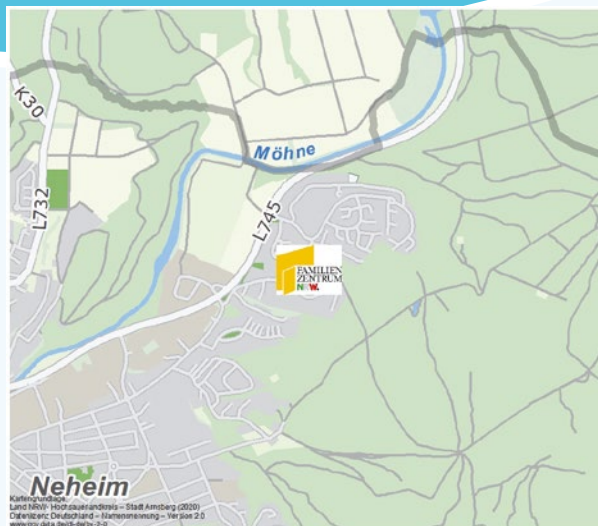 K30
Möhne
L732
L745
FAMILIEN
ZENTRUM
NRW.
Neheim
Kartengrundlage:
Land NRW- Hochsauerlandkreis – Stadt Arnsberg (2020)
Datenlizenz Deutschland – Namensnennung – Version 2.0